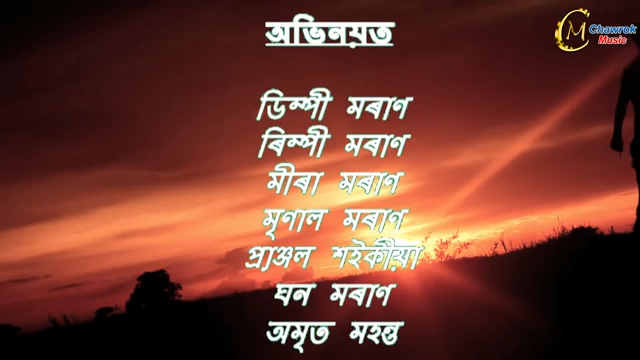 অভিনয়ত
Chawrok
Music
ডিম্পী মৰাণ
ৰিম্পী মৰাণ
মীৰা মৰাণ
মৃণাল মৰাণ
প্ৰাঞ্জল শইকীয়া
ঘন মৰাণ
অমৃত মহন্ত